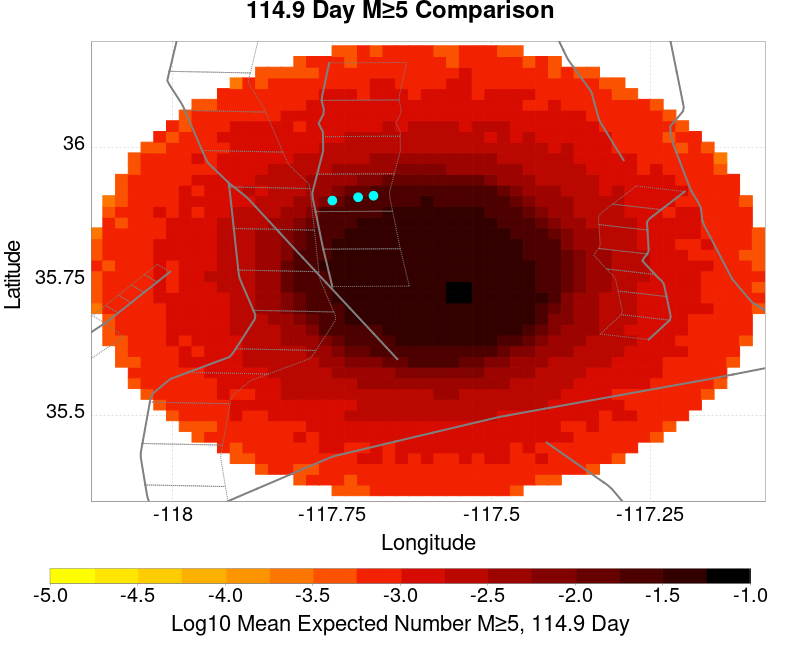 114.9 Day M≥5 Comparison
36
35.75
35.5
Latitude
-118 -117.75 -117.5 -117.25
Longitude
-5.0 -4.5 -4.0 -3.5 -3.0 -2.5 -2.0 -1.5 -1.0
Log10 Mean Expected Number M≥5, 114.9 Day